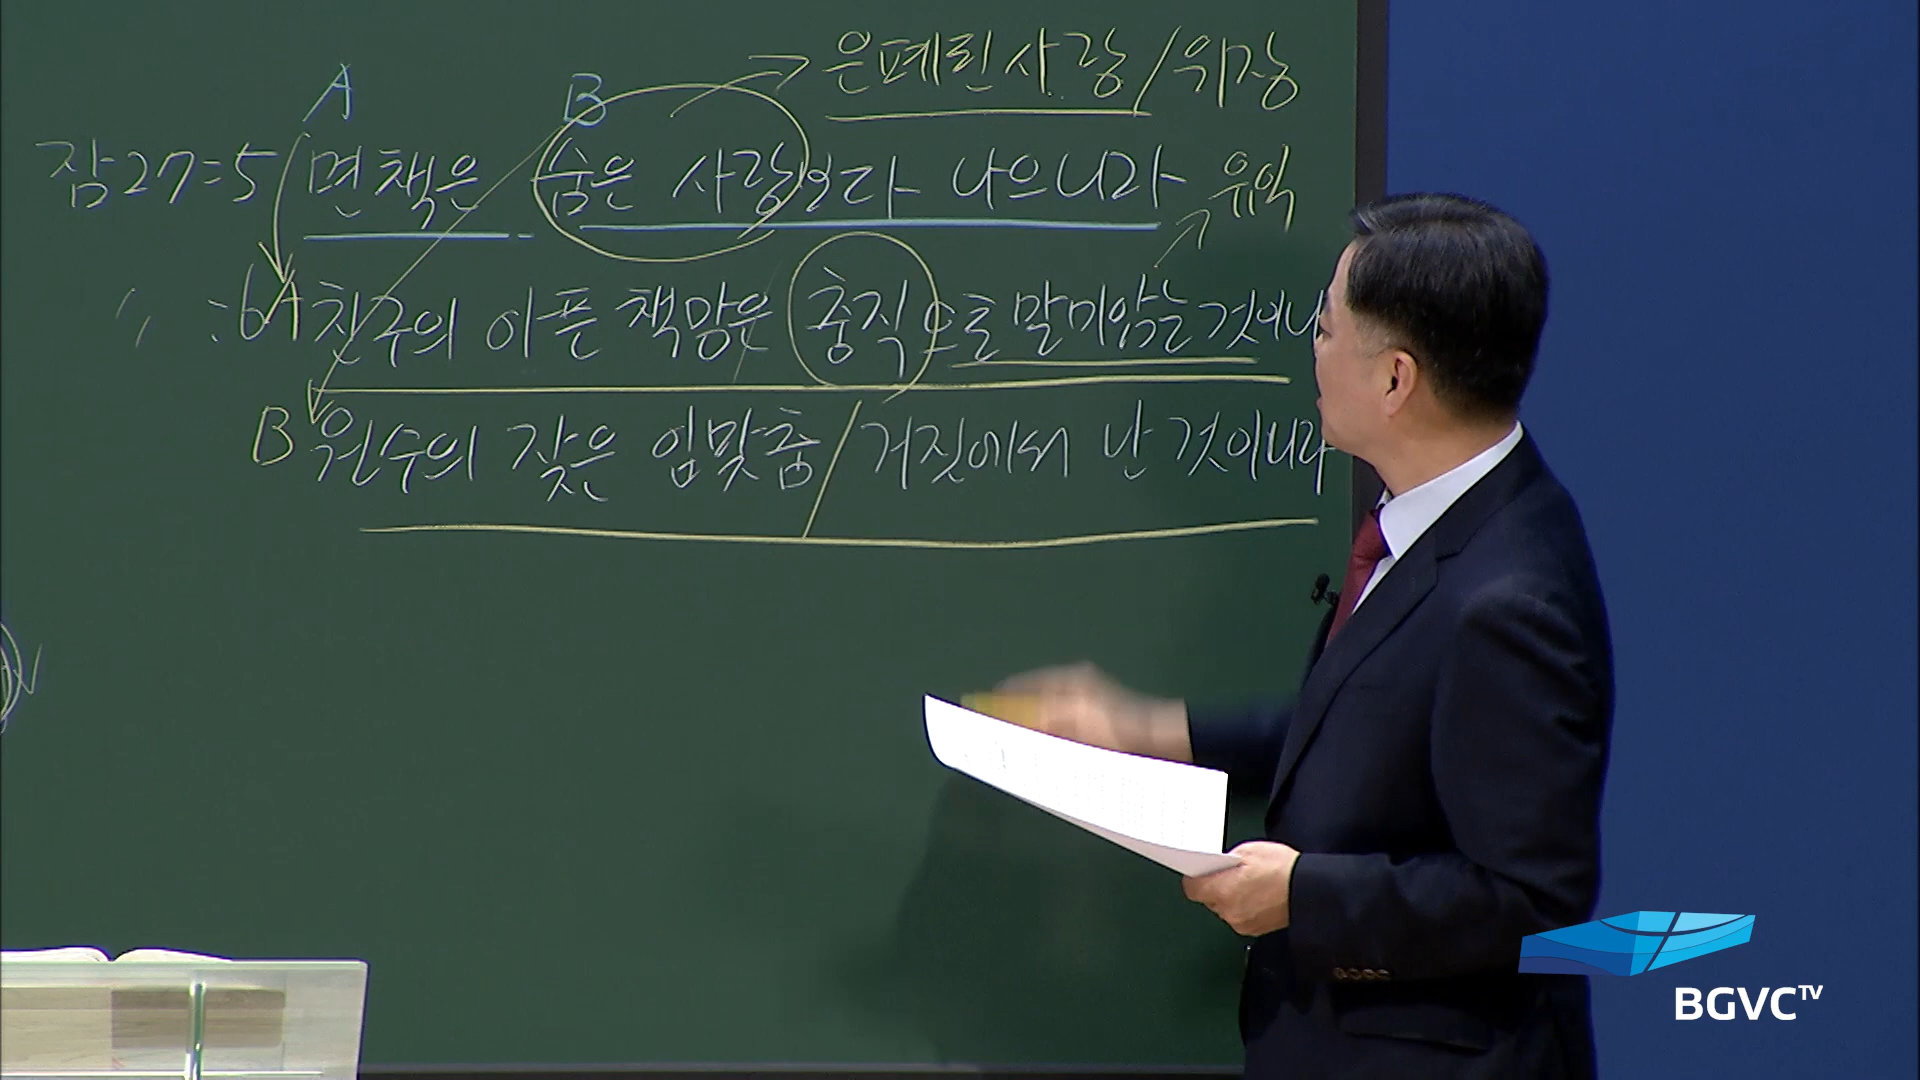 A B → 은폐된 사랑 / 위장
잠 27:5 면책은 숨은 사랑보다 나으니라 → 유익
〃 :6 A 친구의 아픈 책망은 충직으로 말미암는 것이나
B 원수의 잦은 입맞춤 / 거짓에서 난 것이니라
BGVC TV